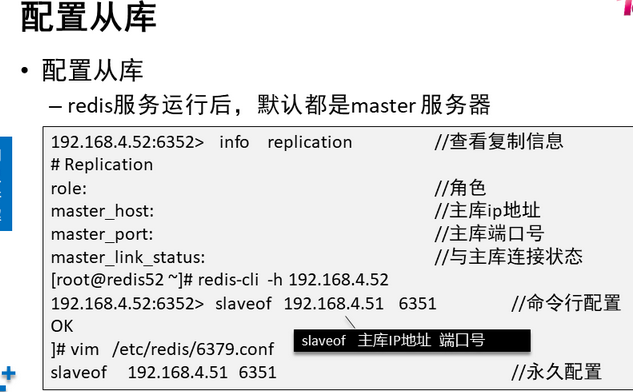 配置从库
• 配置从库
– redis服务运行后，默认都是master 服务器
192.168.4.52:6352> info replication //查看复制信息
# Replication
role: //角色
master_host: //主库ip地址
master_port: //主库端口号
master_link_status: //与主库连接状态
[root@redis52 ~]# redis-cli -h 192.168.4.52
192.168.4.52:6352> slaveof 192.168.4.51 6351 //命令行配置
OK
slaveof 主库IP地址 端口号
]# vim /etc/redis/6379.conf
slaveof 192.168.4.51 6351 //永久配置